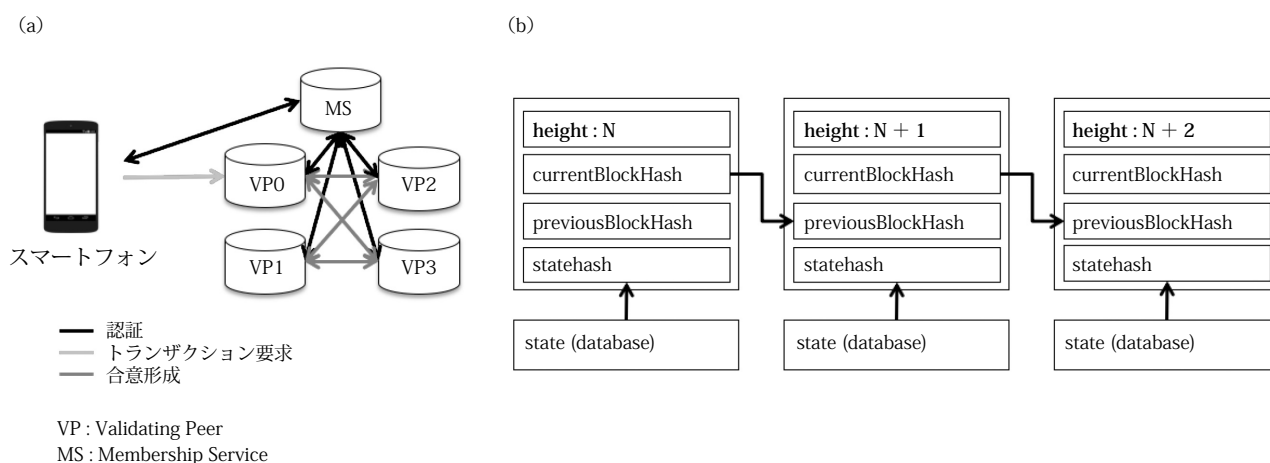 (a)
MS
VP0
VP2
VP1
VP3
スマートフォン
認証
トランザクション要求
合意形成
VP : Validating Peer
MS : Membership Service
(b)
height : N
currentBlockHash
previousBlockHash
statehash
state (database)
height : N + 1
currentBlockHash
previousBlockHash
statehash
state (database)
height : N + 2
currentBlockHash
previousBlockHash
statehash
state (database)